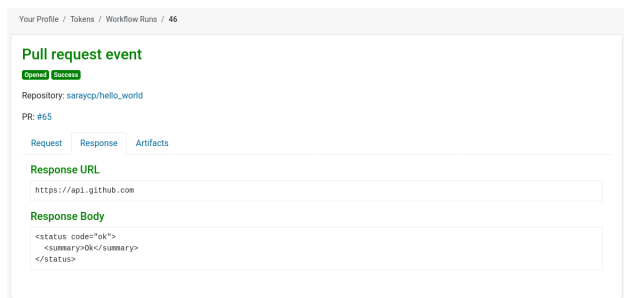 Your Profile / Tokens / Workflow Runs / 46
Pull request event
Opened Success
Repository: saraycp/hello_world
PR: #65
Request Response Artifacts
Response URL
https://api.github.com
Response Body
<status code="ok">
  <summary>Ok</summary>
</status>